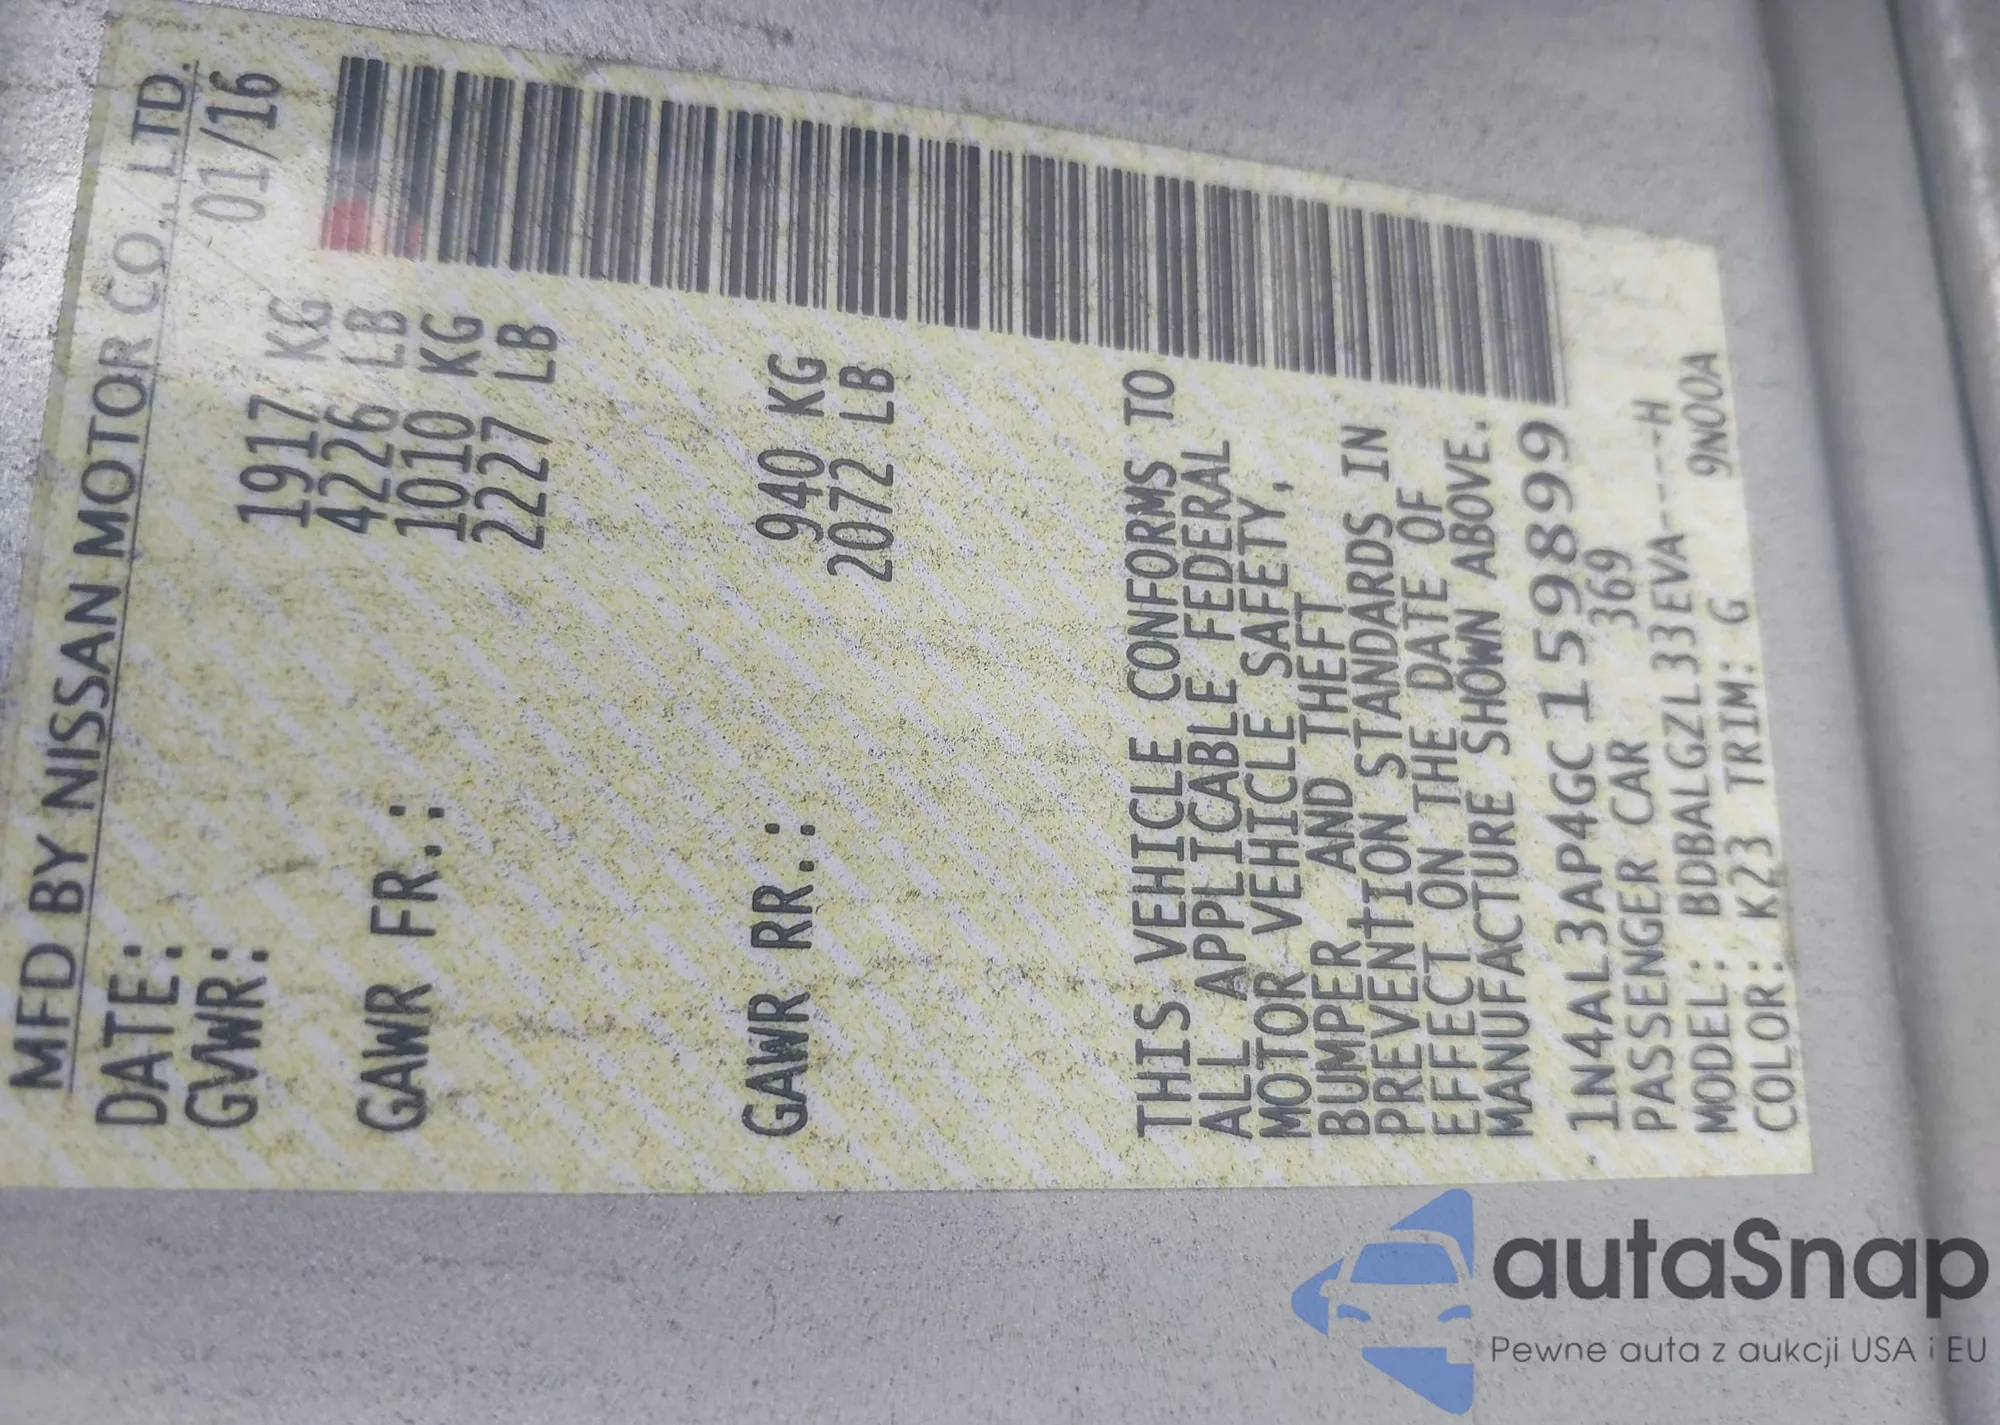 MFD BY NISSAN MOTOR CO., LTD.
DATE: 01/16
GVWR: 1917 KG
4226 LB
GAWR FR.: 1010 KG
2227 LB
GAWR RR.: 940 KG
2072 LB
THIS VEHICLE CONFORMS TO
ALL APPLICABLE FEDERAL
MOTOR VEHICLE SAFETY,
BUMPER AND THEFT
PREVENTION STANDARDS IN
EFFECT ON THE DATE OF
MANUFACTURE SHOWN ABOVE.
1N4AL3AP4GC159899
PASSENGER CAR 369
MODEL: BDBALGZL33EVA----H
COLOR: K23 TRIM: G 9N00A
autaSnap
Pewne auta z aukcji USA i EU